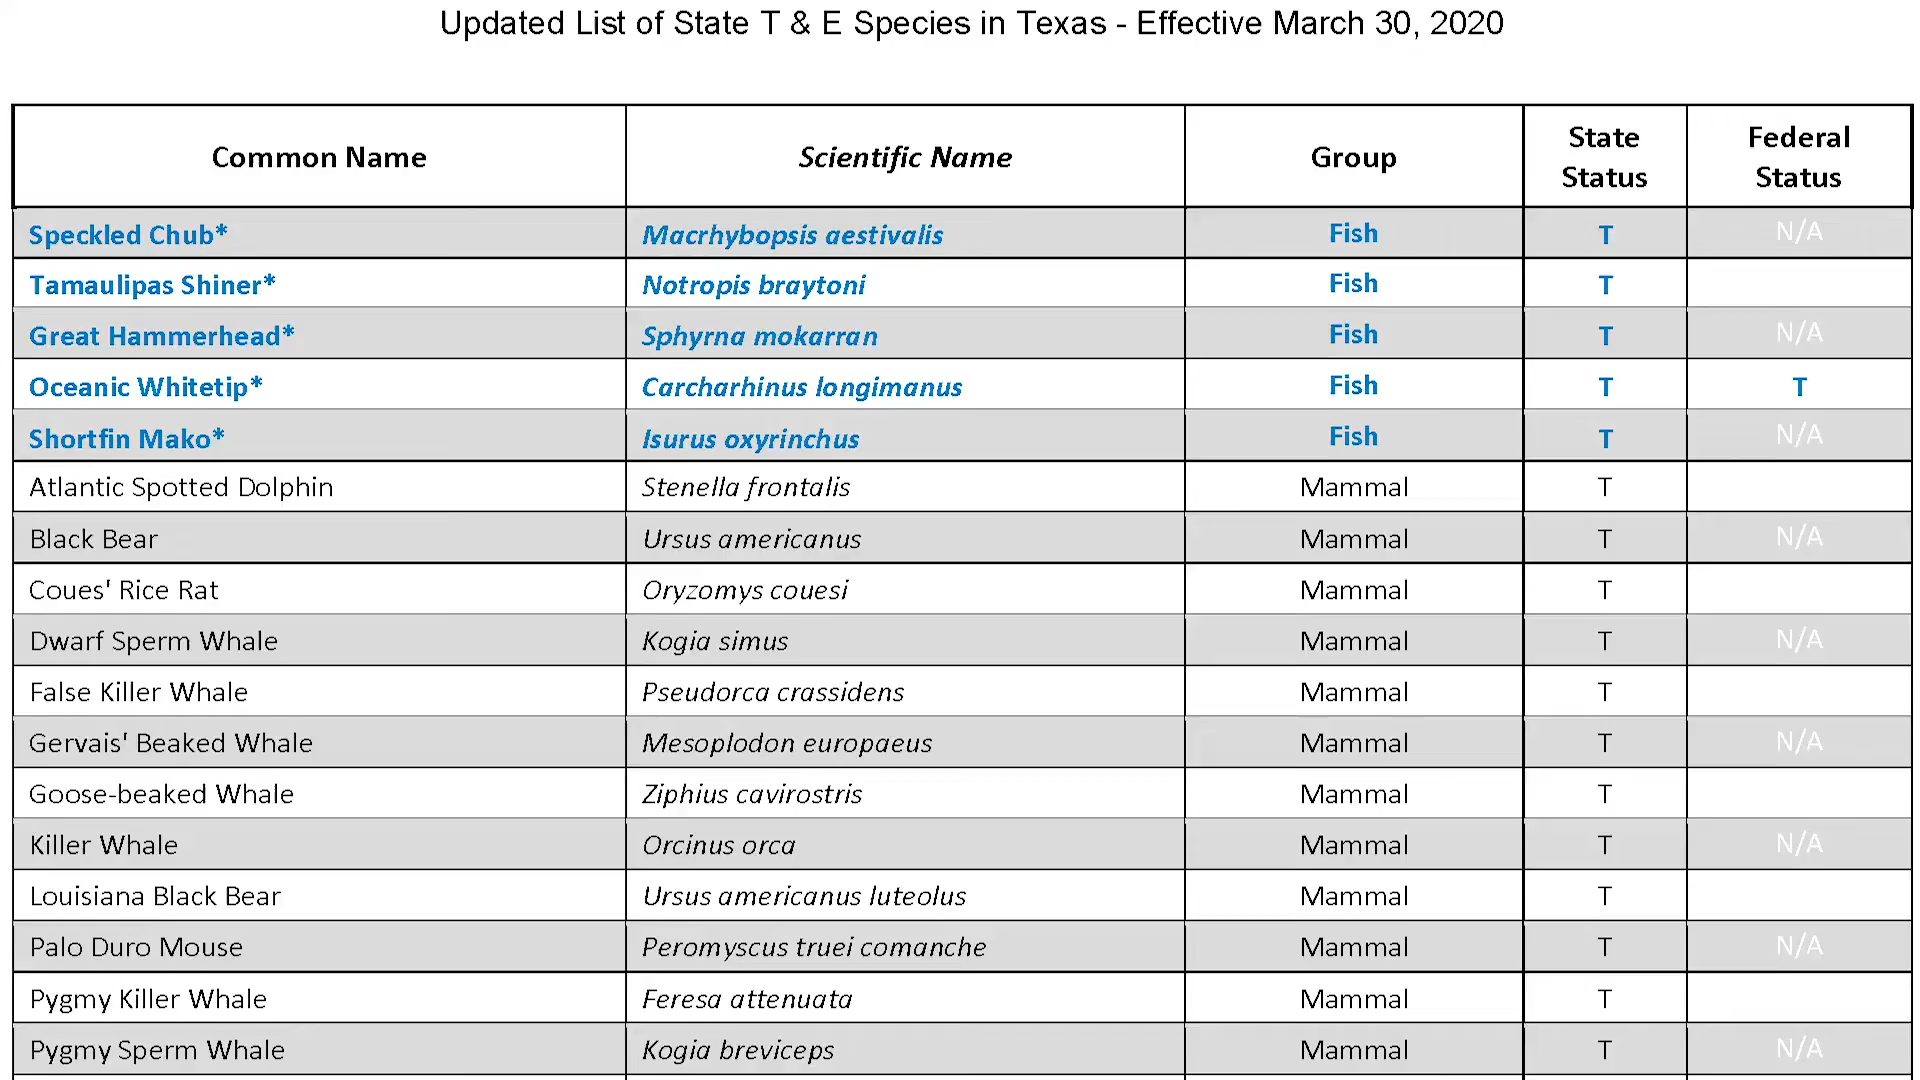 Updated List of State T & E Species in Texas - Effective March 30, 2020
Common Name Scientific Name Group State Status Federal Status
Speckled Chub* Macrhybopsis aestivalis Fish T N/A
Tamaulipas Shiner* Notropis braytoni Fish T
Great Hammerhead* Sphyrna mokarran Fish T N/A
Oceanic Whitetip* Carcharhinus longimanus Fish T T
Shortfin Mako* Isurus oxyrinchus Fish T N/A
Atlantic Spotted Dolphin Stenella frontalis Mammal T
Black Bear Ursus americanus Mammal T N/A
Coues' Rice Rat Oryzomys couesi Mammal T
Dwarf Sperm Whale Kogia simus Mammal T N/A
False Killer Whale Pseudorca crassidens Mammal T
Gervais' Beaked Whale Mesoplodon europaeus Mammal T N/A
Goose-beaked Whale Ziphius cavirostris Mammal T
Killer Whale Orcinus orca Mammal T N/A
Louisiana Black Bear Ursus americanus luteolus Mammal T
Palo Duro Mouse Peromyscus truei comanche Mammal T N/A
Pygmy Killer Whale Feresa attenuata Mammal T
Pygmy Sperm Whale Kogia breviceps Mammal T N/A